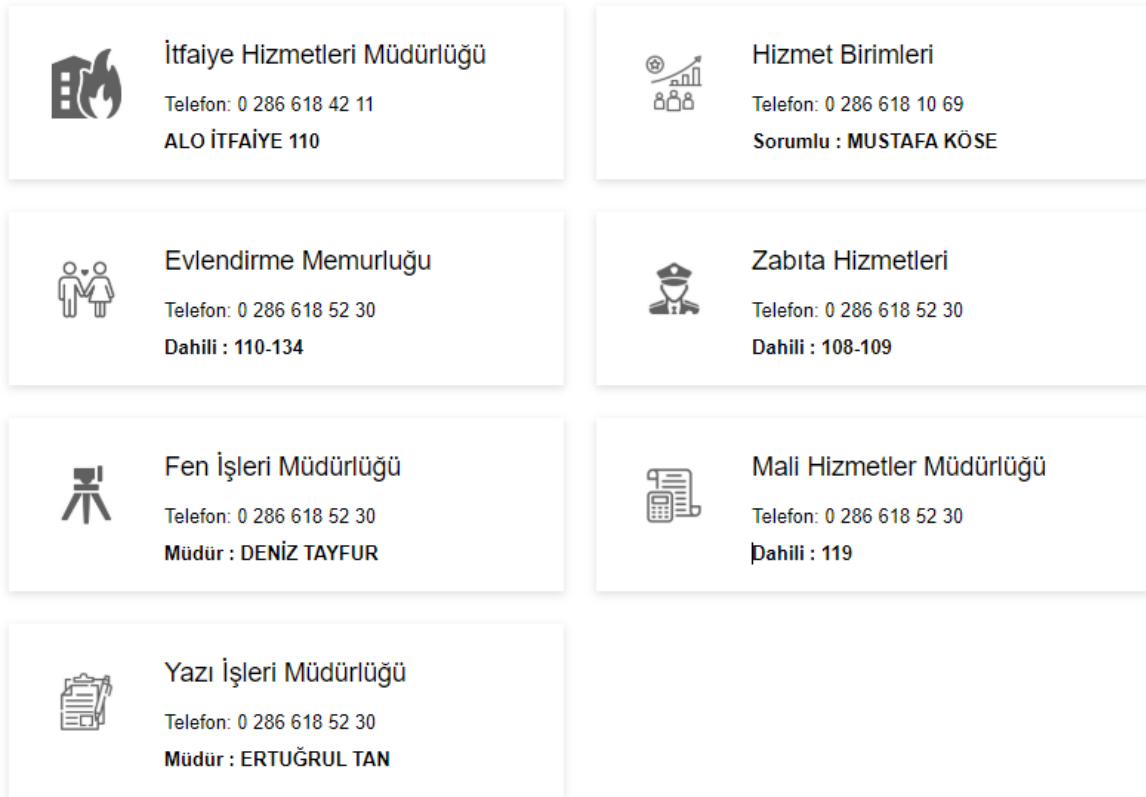 İtfaiye Hizmetleri Müdürlüğü
Telefon: 0 286 618 42 11
ALO İTFAİYE 110
Hizmet Birimleri
Telefon: 0 286 618 10 69
Sorumlu : MUSTAFA KÖSE
Evlendirme Memurluğu
Telefon: 0 286 618 52 30
Dahili : 110-134
Zabıta Hizmetleri
Telefon: 0 286 618 52 30
Dahili : 108-109
Fen İşleri Müdürlüğü
Telefon: 0 286 618 52 30
Müdür : DENİZ TAYFUR
Mali Hizmetler Müdürlüğü
Telefon: 0 286 618 52 30
Dahili : 119
Yazı İşleri Müdürlüğü
Telefon: 0 286 618 52 30
Müdür : ERTUĞRUL TAN